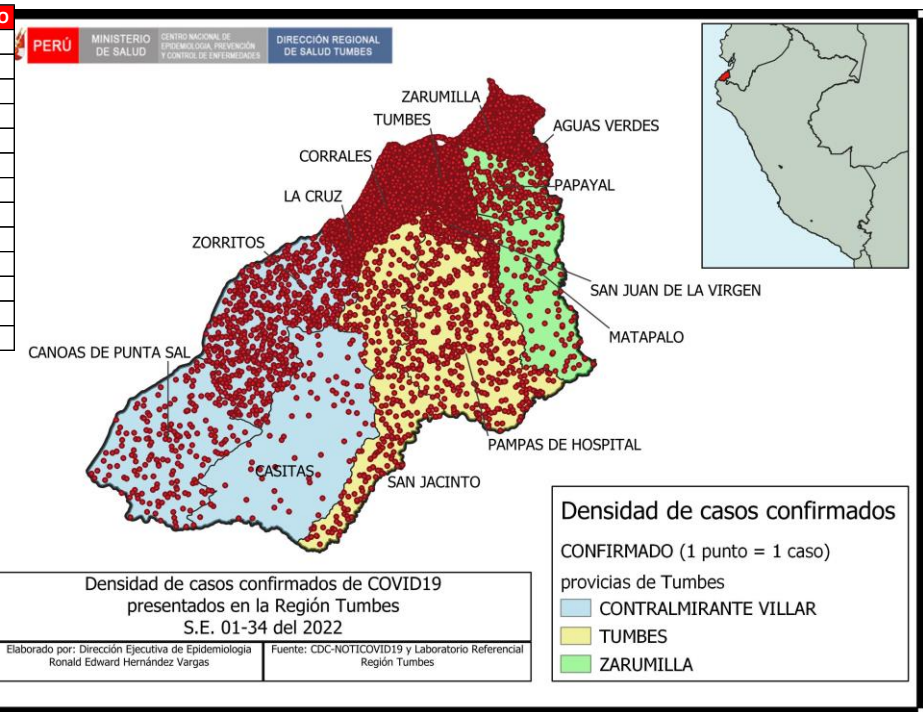 O
PERÚ
MINISTERIO
DE SALUD
CENTRO NACIONAL DE
EPIDEMIOLOGIA, PREVENCIÓN
Y CONTROL DE ENFERMEDADES
DIRECCIÓN REGIONAL
DE SALUD TUMBES
ZARUMILLA
TUMBES
AGUAS VERDES
CORRALES
PAPAYAL
LA CRUZ
ZORRITOS
SAN JUAN DE LA VIRGEN
MATAPALO
CANOAS DE PUNTA SAL
PAMPAS DE HOSPITAL
CASITAS
SAN JACINTO
Densidad de casos confirmados
CONFIRMADO (1 punto = 1 caso)
provicias de Tumbes
CONTRALMIRANTE VILLAR
TUMBES
ZARUMILLA
Densidad de casos confirmados de COVID19
presentados en la Región Tumbes
S.E. 01-34 del 2022
Elaborado por: Dirección Ejecutiva de Epidemiologia
Ronald Edward Hernández Vargas
Fuente: CDC-NOTICOVID19 y Laboratorio Referencial
Región Tumbes